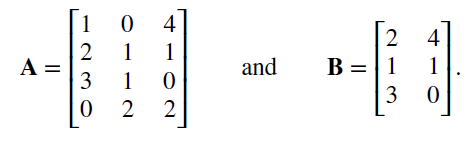 A = [1 0 4
2 1 1
3 1 0
0 2 2] and B = [2 4
1 1
3 0].